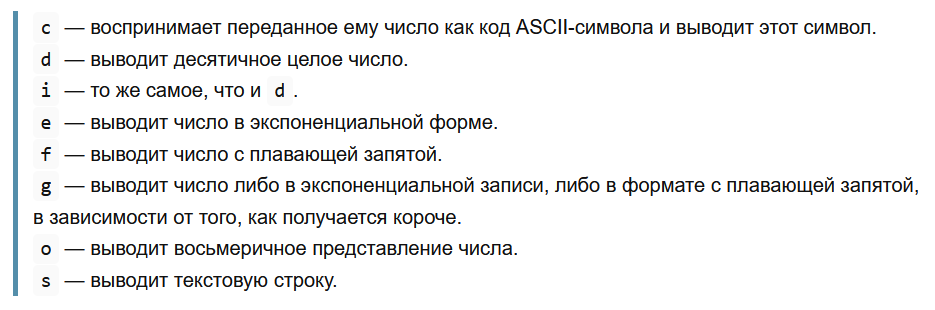 c — воспринимает переданное ему число как код ASCII-символа и выводит этот символ.
d — выводит десятичное целое число.
i — то же самое, что и d.
e — выводит число в экспоненциальной форме.
f — выводит число с плавающей запятой.
g — выводит число либо в экспоненциальной записи, либо в формате с плавающей запятой,
в зависимости от того, как получается короче.
o — выводит восьмеричное представление числа.
s — выводит текстовую строку.